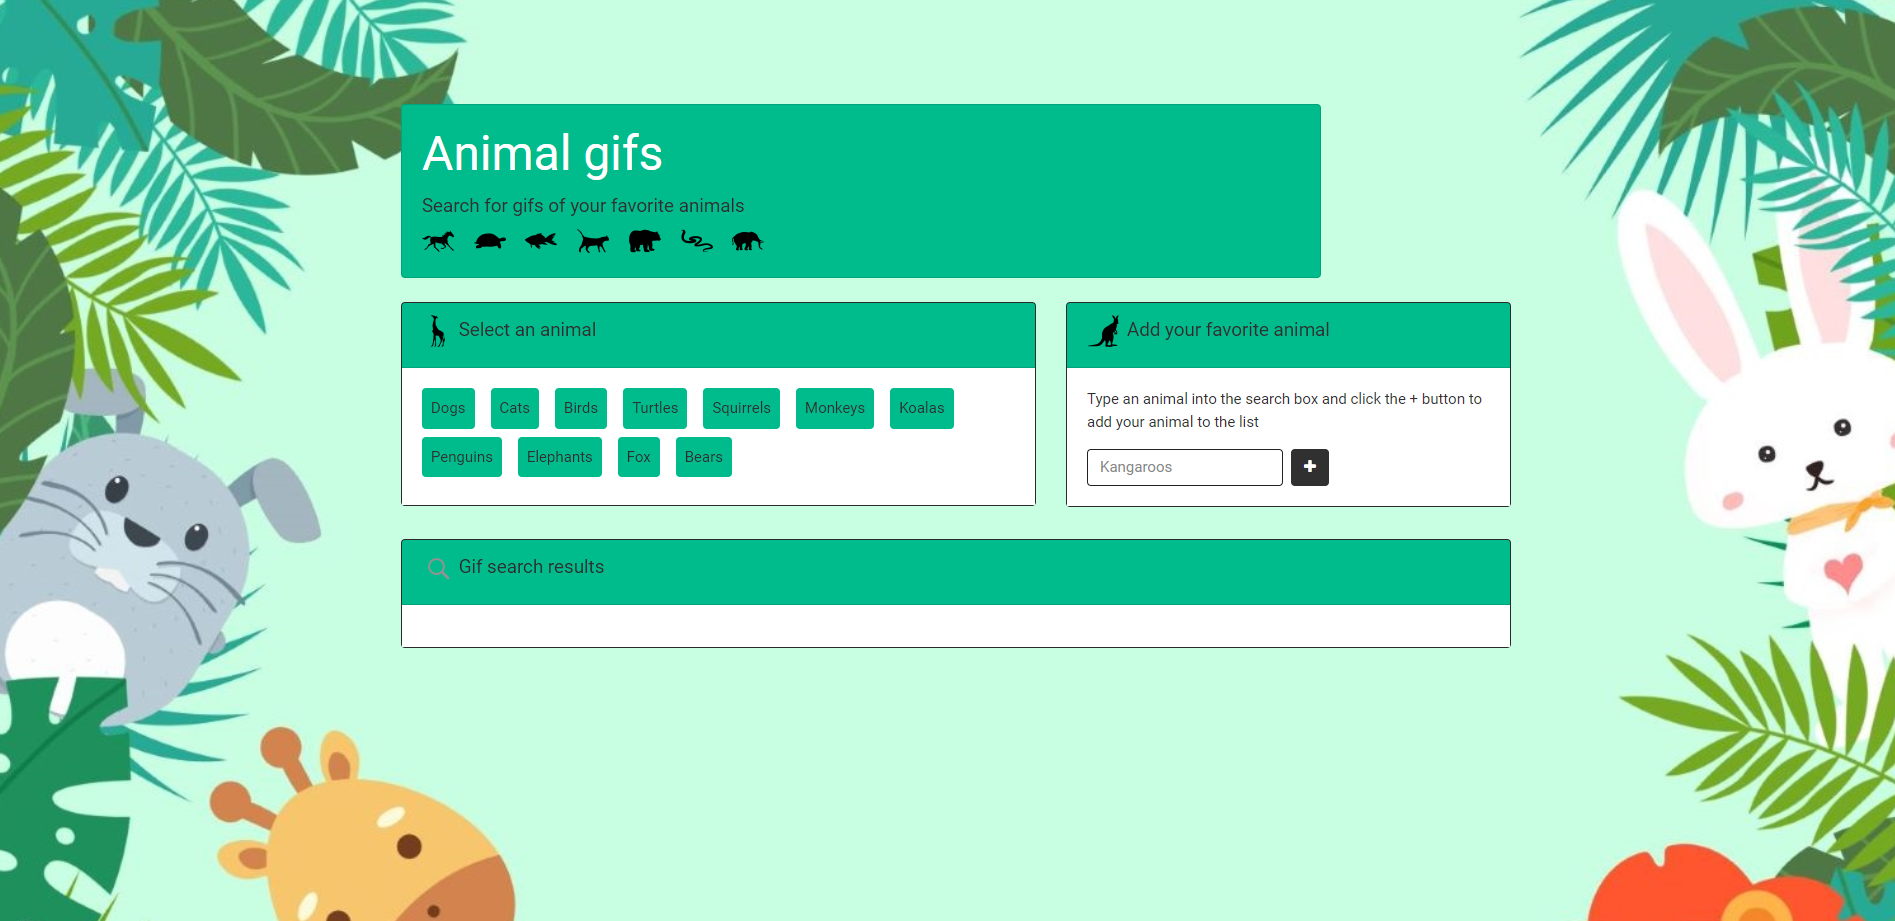 Animal gifs
Search for gifs of your favorite animals
Select an animal
Dogs Cats Birds Turtles Squirrels Monkeys Koalas
Penguins Elephants Fox Bears
Add your favorite animal
Type an animal into the search box and click the + button to
add your animal to the list
Kangaroos
Gif search results